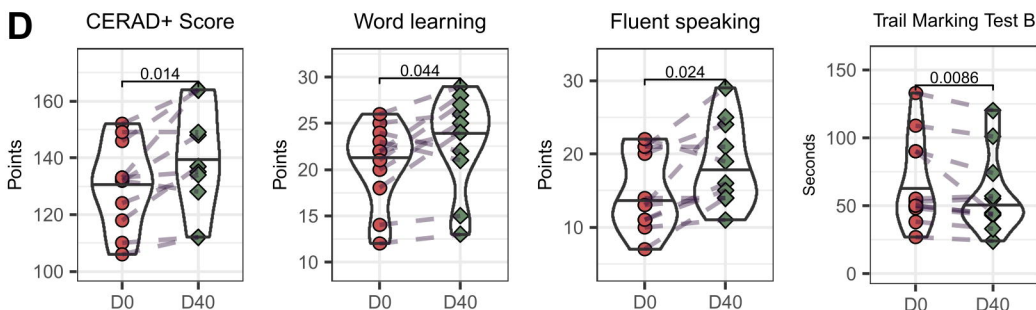 D
CERAD+ Score
Word learning
Fluent speaking
Trail Marking Test B
Points
160
140
120
100
0.014
D0
D40
Points
30
25
20
15
10
0.044
D0
D40
Points
30
20
10
0.024
D0
D40
Seconds
150
100
50
0
0.0086
D0
D40